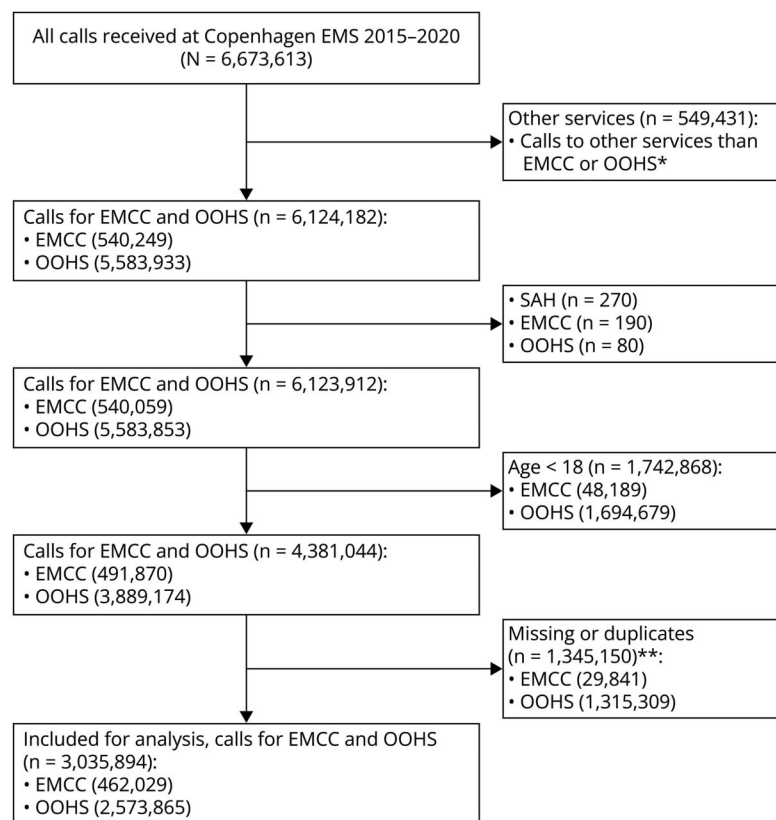 All calls received at Copenhagen EMS 2015–2020
(N = 6,673,613)
Other services (n = 549,431):
• Calls to other services than
EMCC or OOHS*
Calls for EMCC and OOHS (n = 6,124,182):
• EMCC (540,249)
• OOHS (5,583,933)
• SAH (n = 270)
• EMCC (n = 190)
• OOHS (n = 80)
Calls for EMCC and OOHS (n = 6,123,912):
• EMCC (540,059)
• OOHS (5,583,853)
Age < 18 (n = 1,742,868):
• EMCC (48,189)
• OOHS (1,694,679)
Calls for EMCC and OOHS (n = 4,381,044):
• EMCC (491,870)
• OOHS (3,889,174)
Missing or duplicates
(n = 1,345,150)**:
• EMCC (29,841)
• OOHS (1,315,309)
Included for analysis, calls for EMCC and OOHS
(n = 3,035,894):
• EMCC (462,029)
• OOHS (2,573,865)